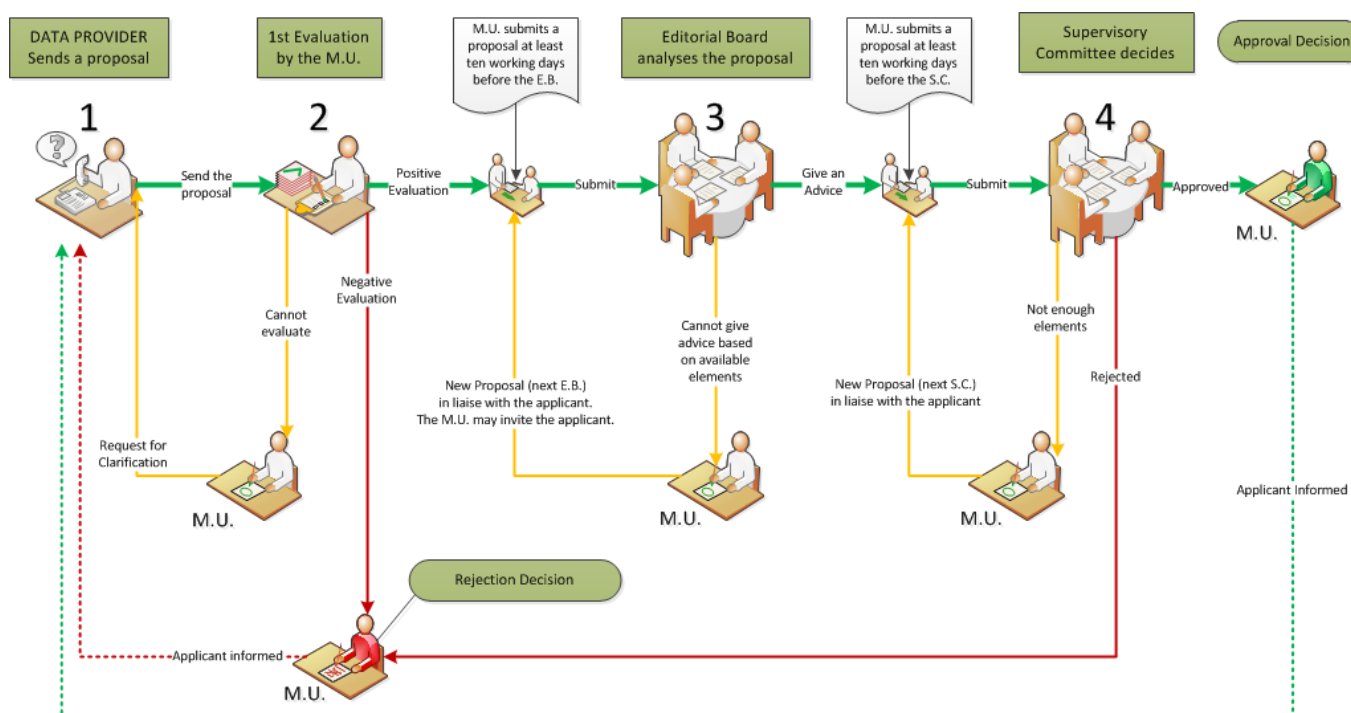 DATA PROVIDER
Sends a proposal
1st Evaluation
by the M.U.
M.U. submits a
proposal at least
ten working days
before the E.B.
Editorial Board
analyses the proposal
M.U. submits a
proposal at least
ten working days
before the S.C.
Supervisory
Committee decides
Approval Decision
1
2
3
4
?
Send the
proposal
Positive
Evaluation
Submit
Give an
Advice
Submit
Approved
M.U.
Negative
Evaluation
Cannot
evaluate
Cannot give
advice based
on available
elements
Not enough
elements
Rejected
New Proposal (next E.B.)
in liaise with the applicant.
The M.U. may invite the applicant.
New Proposal (next S.C.)
in liaise with the applicant
Request for
Clarification
M.U.
M.U.
M.U.
Applicant Informed
Rejection Decision
Applicant informed
M.U.